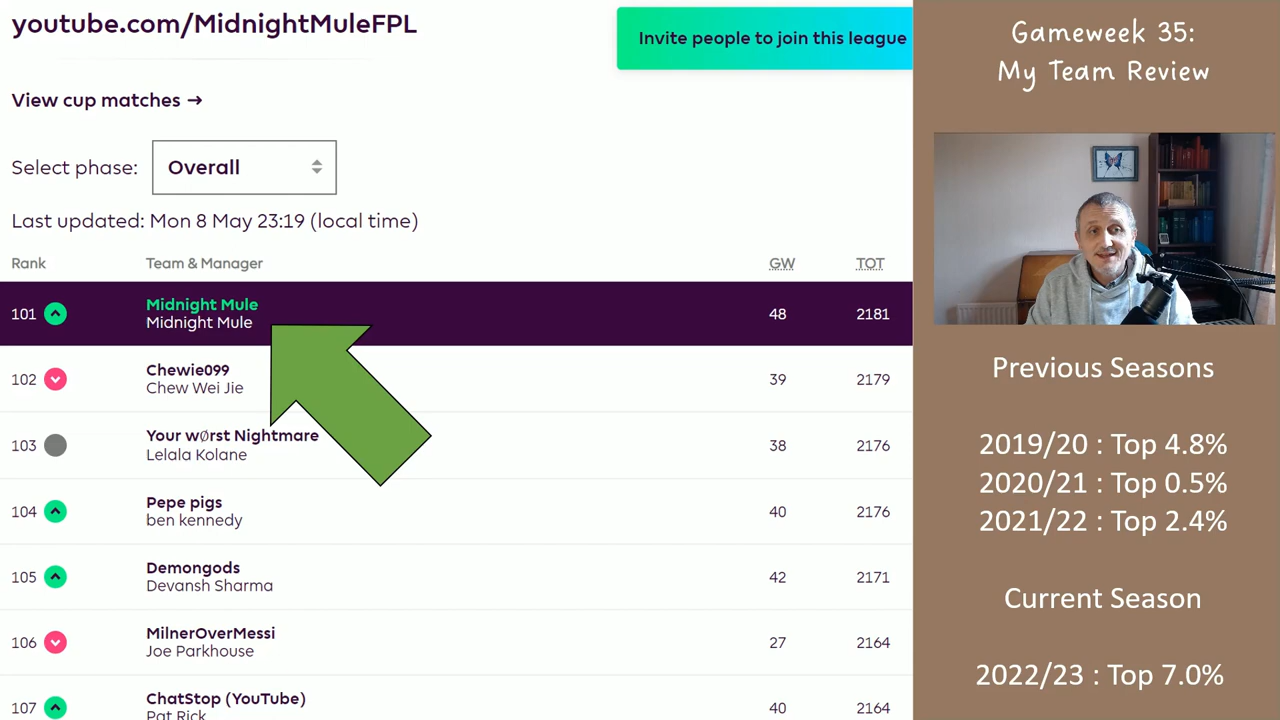 youtube.com/MidnightMuleFPL
Invite people to join this league
View cup matches →
Select phase: Overall
Last updated: Mon 8 May 23:19 (local time)
Rank Team & Manager GW TOT
101 Midnight Mule 48 2181
Midnight Mule
102 Chewie099 39 2179
Chew Wei Jie
103 Your wØrst Nightmare 38 2176
Lelala Kolane
104 Pepe pigs 40 2176
ben kennedy
105 Demongods 42 2171
Devansh Sharma
106 MilnerOverMessi 27 2164
Joe Parkhouse
107 ChatStop (YouTube) 40 2164
Pat Rick
Gameweek 35:
My Team Review
Previous Seasons
2019/20 : Top 4.8%
2020/21 : Top 0.5%
2021/22 : Top 2.4%
Current Season
2022/23 : Top 7.0%